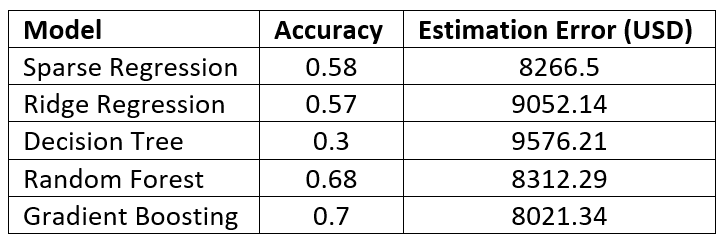 Model Accuracy Estimation Error (USD)
Sparse Regression 0.58 8266.5
Ridge Regression 0.57 9052.14
Decision Tree 0.3 9576.21
Random Forest 0.68 8312.29
Gradient Boosting 0.7 8021.34